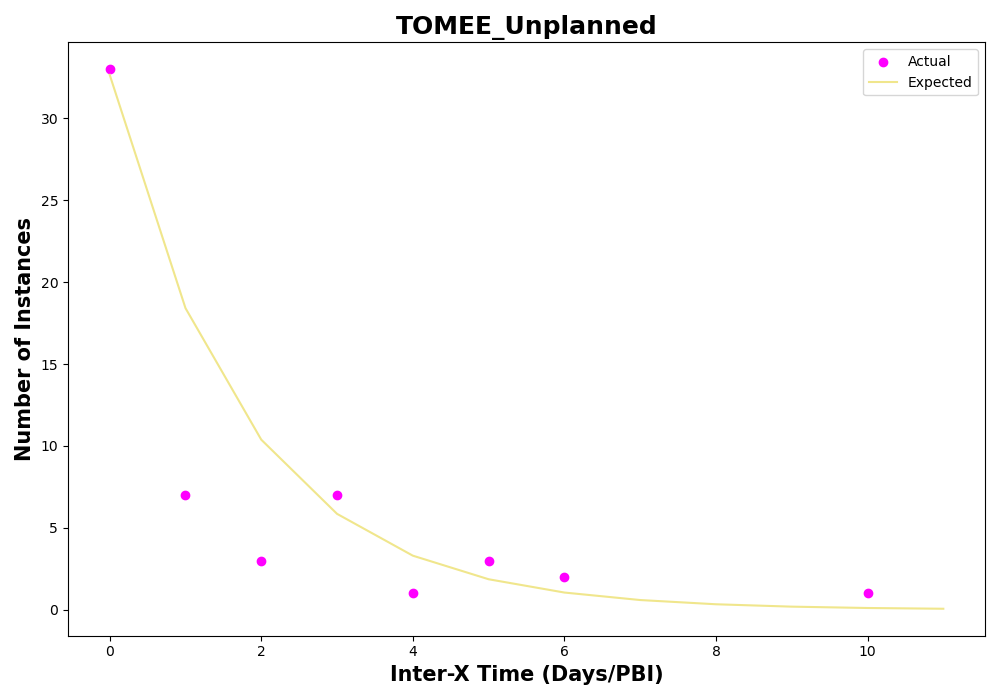 TOMEE_Unplanned
Actual
Expected
Number of Instances
30
25
20
15
10
5
0
0 2 4 6 8 10
Inter-X Time (Days/PBI)